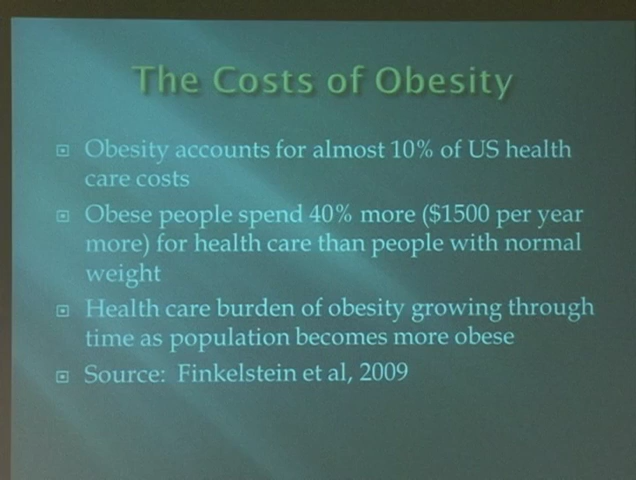 The Costs of Obesity
Obesity accounts for almost 10% of US health
care costs
Obese people spend 40% more ($1500 per year
more) for health care than people with normal
weight
Health care burden of obesity growing through
time as population becomes more obese
Source: Finkelstein et al, 2009